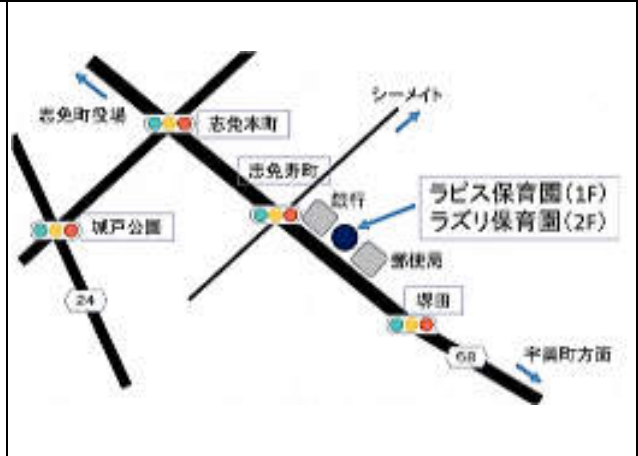 シーメイト
志免町役場
志免本町
志免寿町
銀行
ラピス保育園(1F)
ラズリ保育園(2F)
城戸公園
郵便局
24
堺田
68
宇美町方面